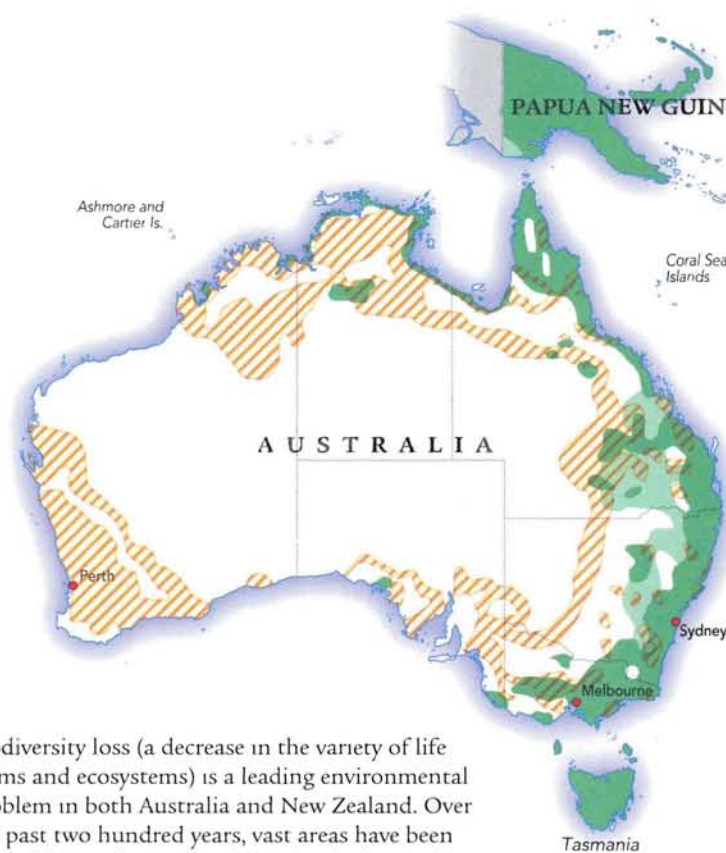 PAPUA NEW GUIN
Ashmore and
Cartier Is.
Coral Sea
Islands
AUSTRALIA
Perth
Sydney
Melbourne
odiversity loss (a decrease in the variety of life
ms and ecosystems) is a leading environmental
oblem in both Australia and New Zealand. Over
past two hundred years, vast areas have been
Tasmania